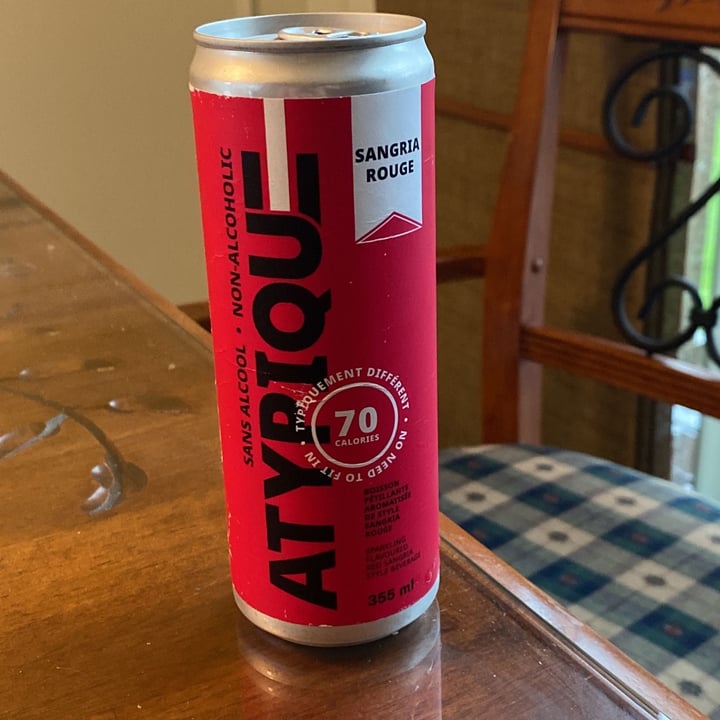 SANGRIA
ROUGE
SANS ALCOOL • NON-ALCOHOLIC
ATYPIQUE
TYPIQUEMENT DIFFÉRENT •
NO NEED TO FIT IN •
70
CALORIES
BOISSON
PÉTILLANTE
AROMATISÉE
DE STYLE
SANGRIA
ROUGE
SPARKLING
FLAVOURED
RED SANGRIA
STYLE BEVERAGE
355 ml